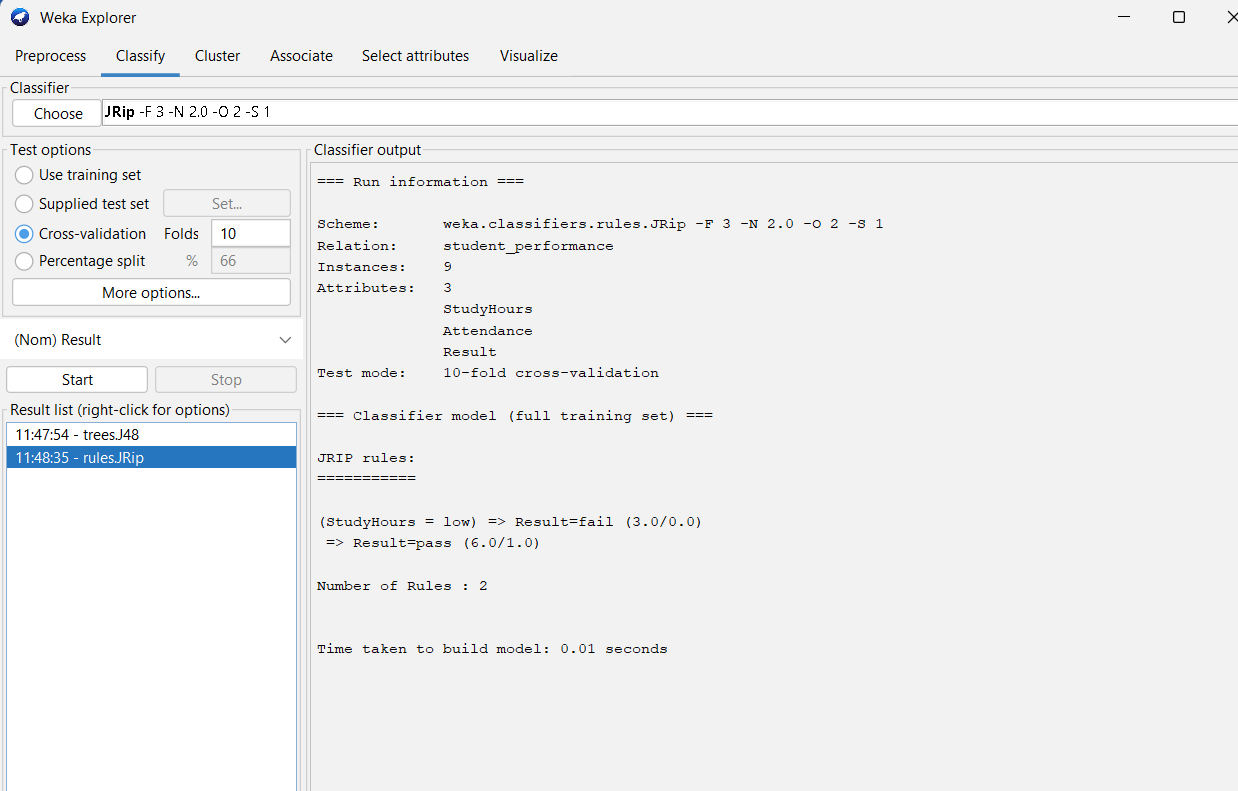 Weka Explorer
Preprocess Classify Cluster Associate Select attributes Visualize
Classifier
Choose JRip -F 3 -N 2.0 -O 2 -S 1
Test options
Use training set
Supplied test set Set...
Cross-validation Folds 10
Percentage split % 66
More options...
(Nom) Result
Start Stop
Result list (right-click for options)
11:47:54 - trees.J48
11:48:35 - rules.JRip
Classifier output
=== Run information ===
Scheme: weka.classifiers.rules.JRip -F 3 -N 2.0 -O 2 -S 1
Relation: student_performance
Instances: 9
Attributes: 3
StudyHours
Attendance
Result
Test mode: 10-fold cross-validation
=== Classifier model (full training set) ===
JRIP rules:
===========
(StudyHours = low) => Result=fail (3.0/0.0)
=> Result=pass (6.0/1.0)
Number of Rules : 2
Time taken to build model: 0.01 seconds